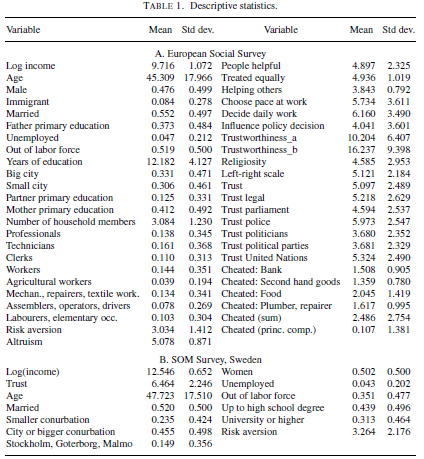 TABLE 1. Descriptive statistics.
Variable Mean Std dev. Variable Mean Std dev.
A. European Social Survey
Log income 9.716 1.072 People helpful 4.897 2.325
Age 45.309 17.966 Treated equally 4.936 1.019
Male 0.476 0.499 Helping others 3.843 0.792
Immigrant 0.084 0.278 Choose pace at work 5.734 3.611
Married 0.552 0.497 Decide daily work 6.160 3.490
Father primary education 0.373 0.484 Influence policy decision 4.041 3.601
Unemployed 0.047 0.212 Trustworthiness_a 10.204 6.407
Out of labor force 0.519 0.500 Trustworthiness_b 16.237 9.398
Years of education 12.182 4.127 Religiosity 4.585 2.953
Big city 0.331 0.471 Left-right scale 5.121 2.184
Small city 0.306 0.461 Trust 5.097 2.489
Partner primary education 0.125 0.331 Trust legal 5.218 2.629
Mother primary education 0.412 0.492 Trust parliament 4.594 2.537
Number of household members 3.084 1.230 Trust police 5.973 2.547
Professionals 0.138 0.345 Trust politicians 3.680 2.352
Technicians 0.161 0.368 Trust political parties 3.681 2.329
Clerks 0.110 0.313 Trust United Nations 5.324 2.490
Workers 0.144 0.351 Cheated: Bank 1.508 0.905
Agricultural workers 0.039 0.194 Cheated: Second hand goods 1.359 0.780
Mechan., repairers, textile work. 0.134 0.341 Cheated: Food 2.045 1.419
Assemblers, operators, drivers 0.078 0.269 Cheated: Plumber, repairer 1.617 0.995
Labourers, elementary occ. 0.103 0.304 Cheated (sum) 2.486 2.754
Risk aversion 3.034 1.412 Cheated (princ. comp.) 0.107 1.381
Altruism 5.078 0.871
B. SOM Survey, Sweden
Log(income) 12.546 0.652 Women 0.502 0.500
Trust 6.464 2.246 Unemployed 0.043 0.202
Age 47.723 17.510 Out of labor force 0.351 0.477
Married 0.520 0.500 Up to high school degree 0.439 0.496
Smaller conurbation 0.235 0.424 University or higher 0.313 0.464
City or bigger conurbation 0.455 0.498 Risk aversion 3.264 2.176
Stockholm, Goterborg, Malmo 0.149 0.356